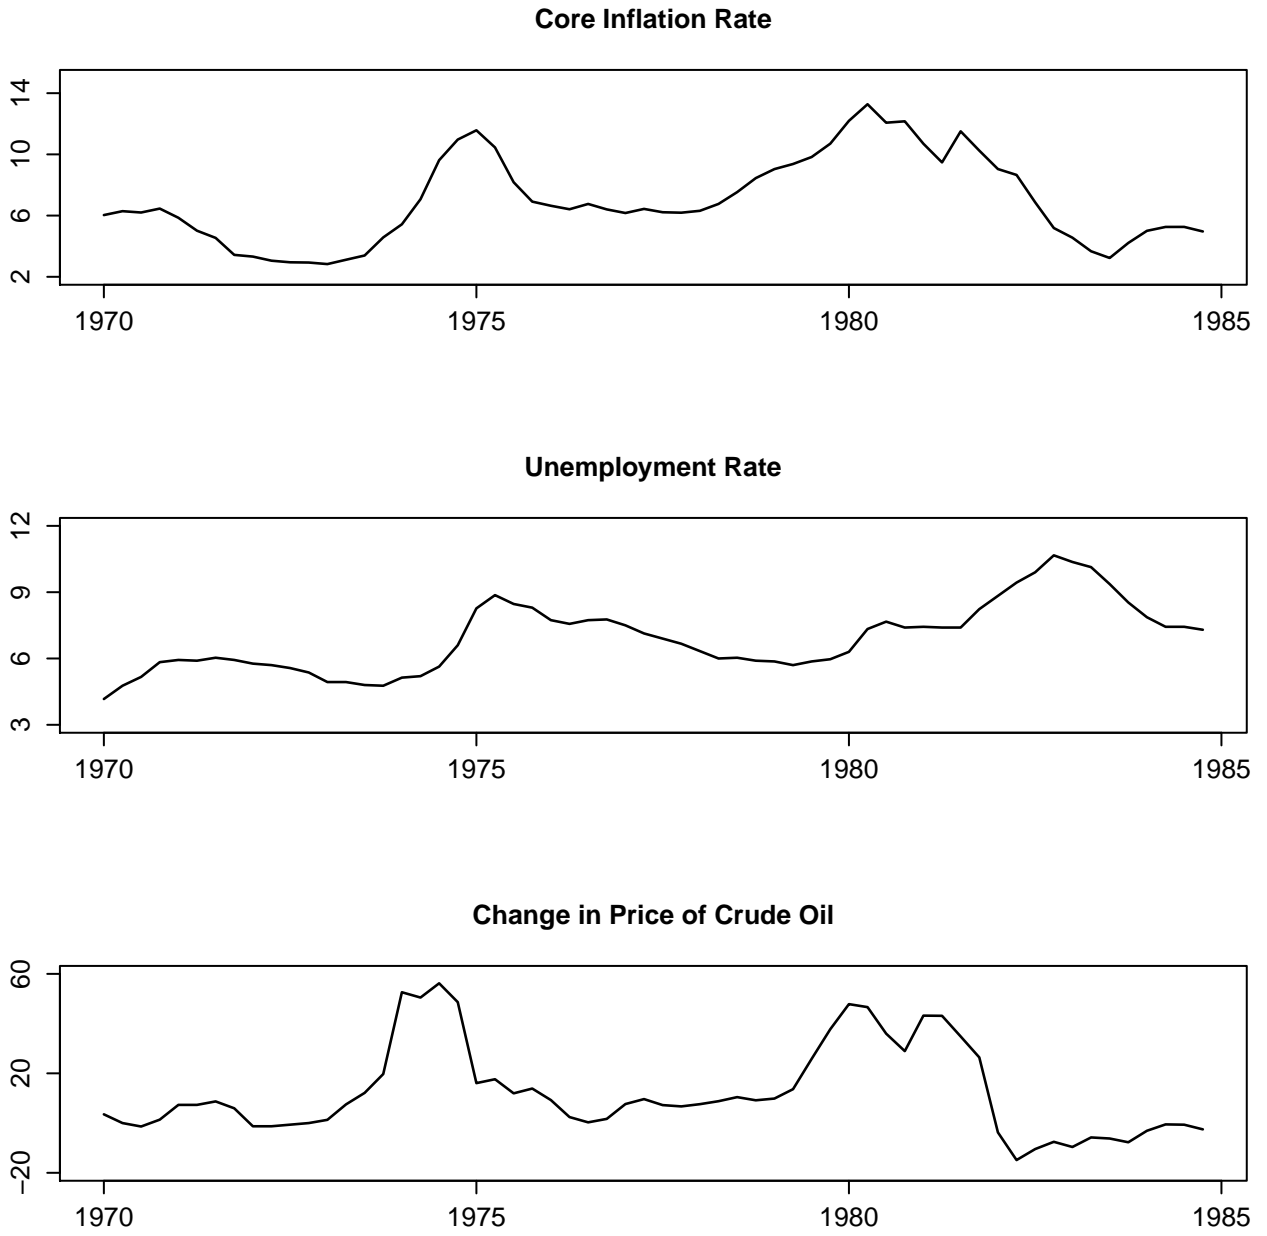 Core Inflation Rate
14
10
6
2
1970 1975 1980 1985
Unemployment Rate
12
9
6
3
1970 1975 1980 1985
Change in Price of Crude Oil
60
20
−20
1970 1975 1980 1985